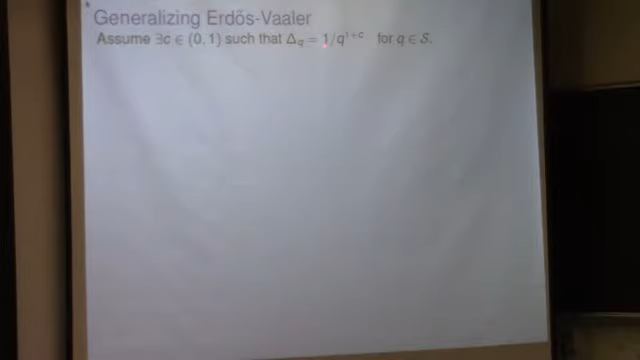 Generalizing Erdős-Vaaler
Assume ∃c ∈ (0, 1) such that Δ_q = 1/q^{1+c} for q ∈ 𝒮.